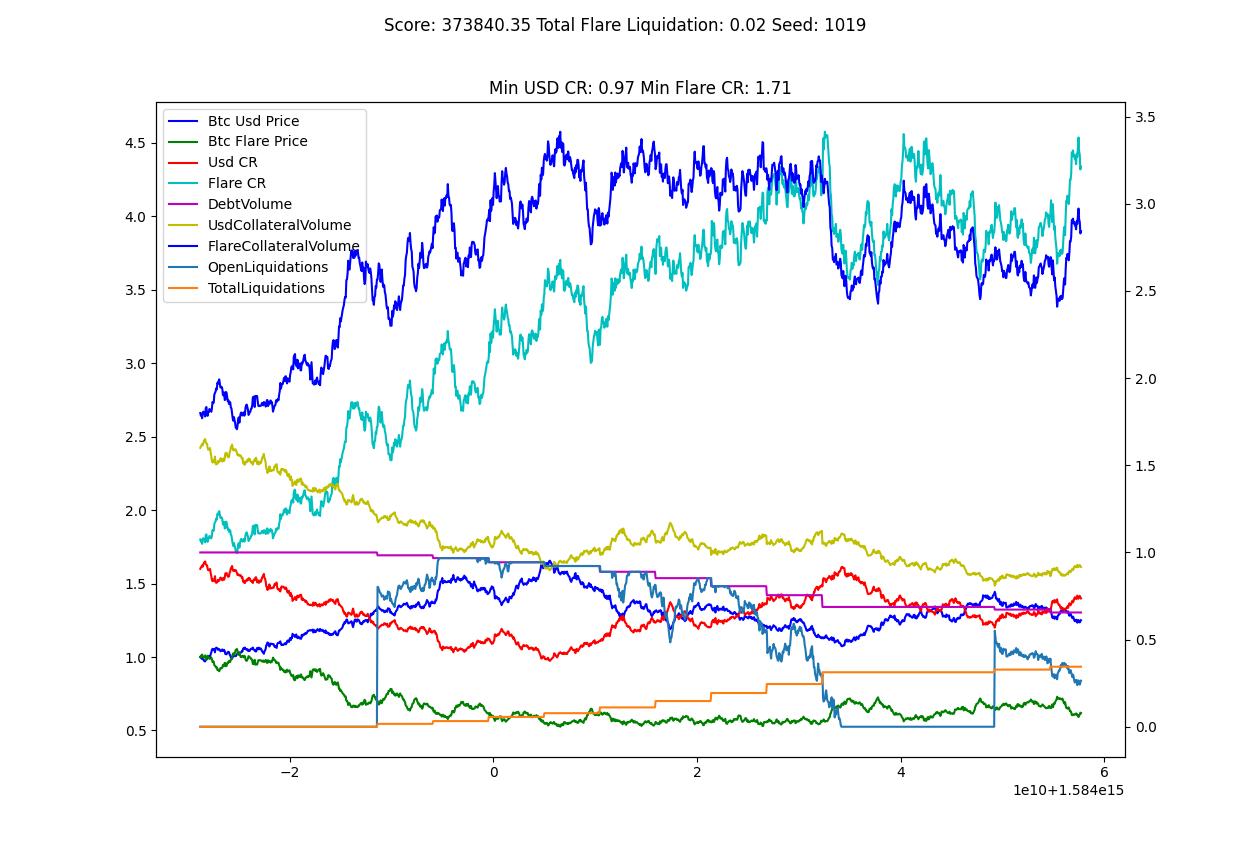 Score: 373840.35 Total Flare Liquidation: 0.02 Seed: 1019
Min USD CR: 0.97 Min Flare CR: 1.71
Btc Usd Price
Btc Flare Price
Usd CR
Flare CR
DebtVolume
UsdCollateralVolume
FlareCollateralVolume
OpenLiquidations
TotalLiquidations
4.5
4.0
3.5
3.0
2.5
2.0
1.5
1.0
0.5
3.5
3.0
2.5
2.0
1.5
1.0
0.5
0.0
−2
0
2
4
6
1e10+1.584e15